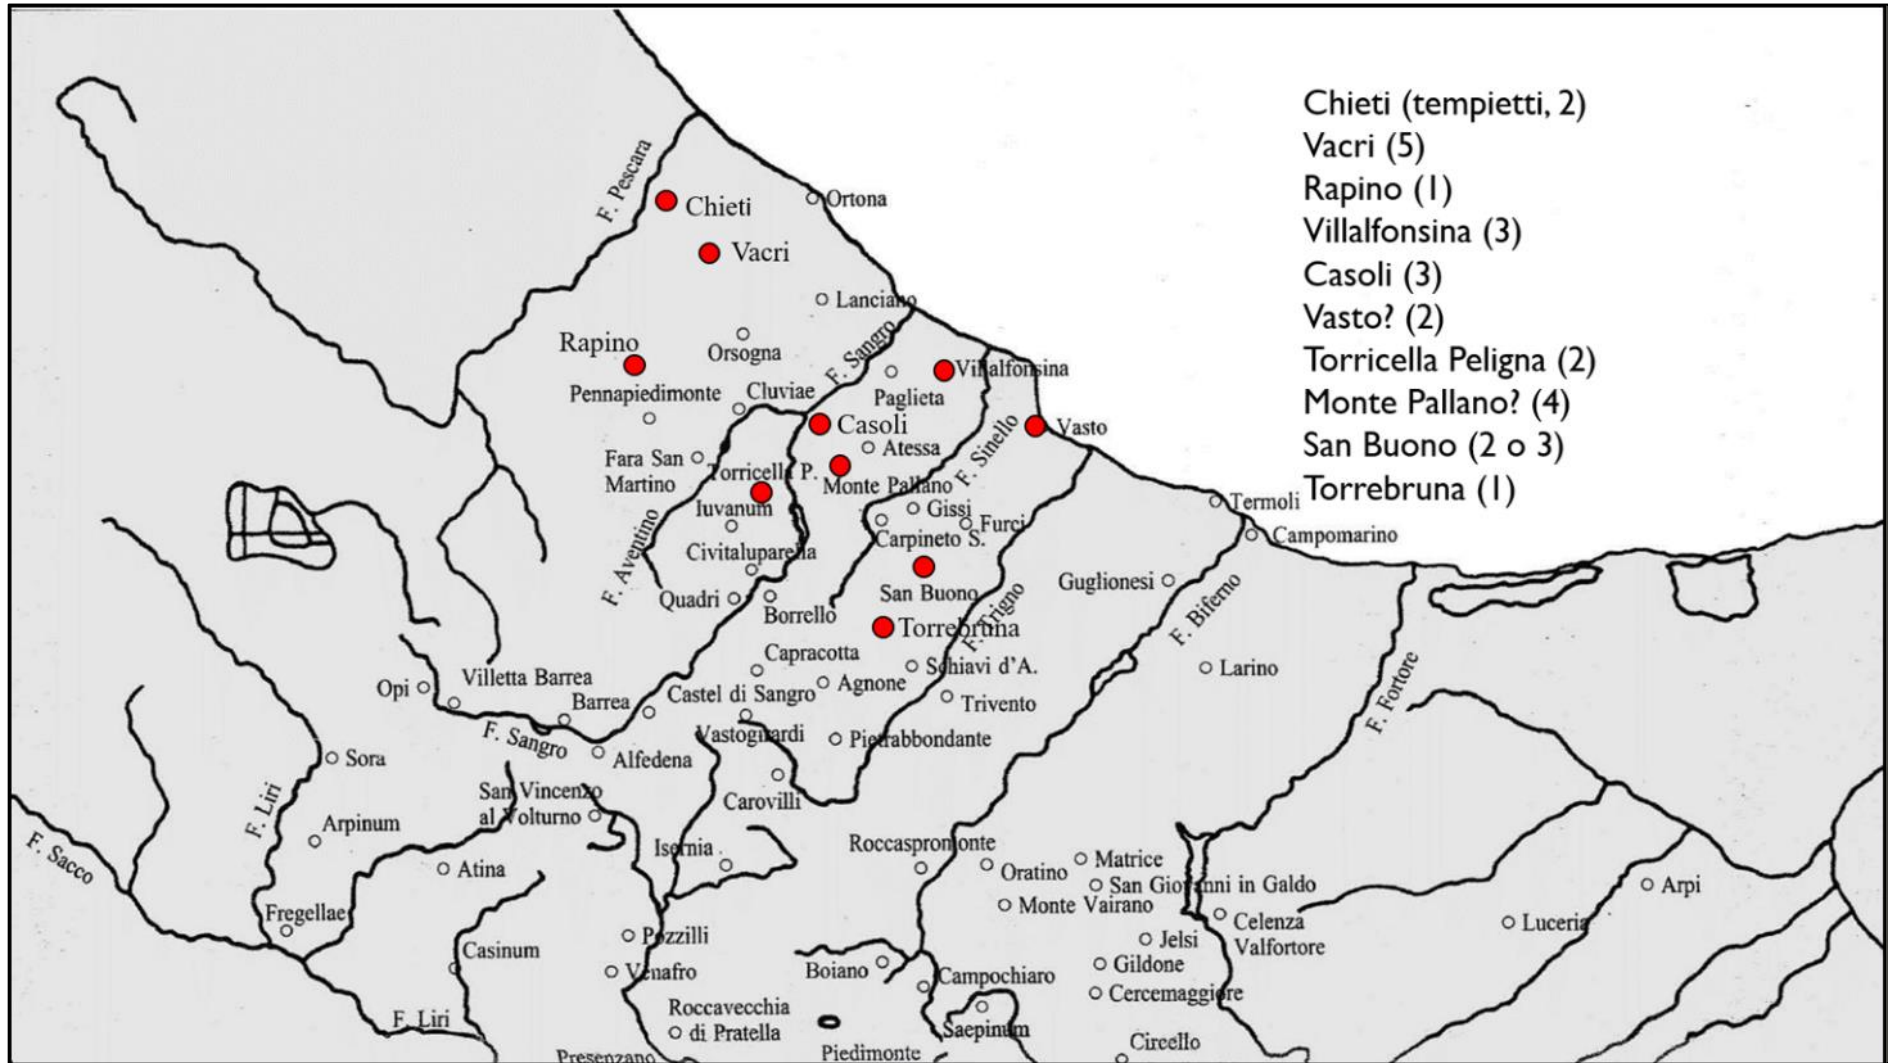 Chieti (tempietti, 2)
Vacri (5)
Rapino (1)
Villalfonsina (3)
Casoli (3)
Vasto? (2)
Torricella Peligna (2)
Monte Pallano? (4)
San Buono (2 o 3)
Torrebruna (1)
F. Pescara
Chieti
Ortona
Vacri
Lanciano
Rapino
Orsogna
F. Sangro
Villalfonsina
Pennapiedimonte
Cluviae
Paglieta
Casoli
Vasto
Atessa
F. Sinello
Fara San
Martino
Torricella P.
Monte Pallano
Iuvanum
Gissi
Furci
Termoli
Carpineto S.
Campomarino
F. Aventino
Civitaluparella
San Buono
Guglionesi
Quadri
Borrello
F. Biferno
Torrebruna
F. Trigno
Capracotta
Schiavi d'A.
Larino
Opi
Villetta Barrea
Barrea
Castel di Sangro
Agnone
Trivento
F. Fortore
F. Sangro
Vastogirardi
Pietrabbondante
Sora
Alfedena
San Vincenzo
al Volturno
Carovilli
F. Liri
Arpinum
Isernia
Roccaspromonte
Oratino
Matrice
F. Sacco
Atina
San Giovanni in Galdo
Arpi
Monte Vairano
Fregellae
Celenza
Valfortore
Luceria
Pozzilli
Jelsi
Casinum
Venafro
Boiano
Campochiaro
Gildone
Cercemaggiore
F. Liri
Roccavecchia
di Pratella
Saepinum
Circello
Presenzano
Piedimonte